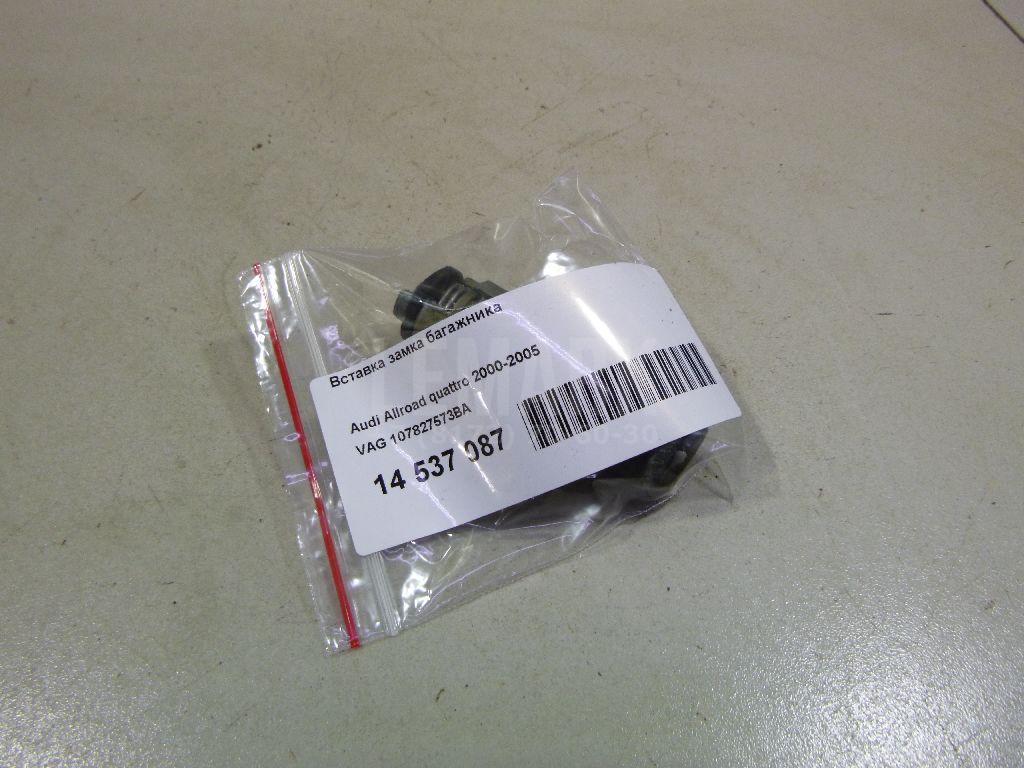 Вставка замка багажника
Audi Allroad quattro 2000-2005
VAG 107827573BA
14 537 087